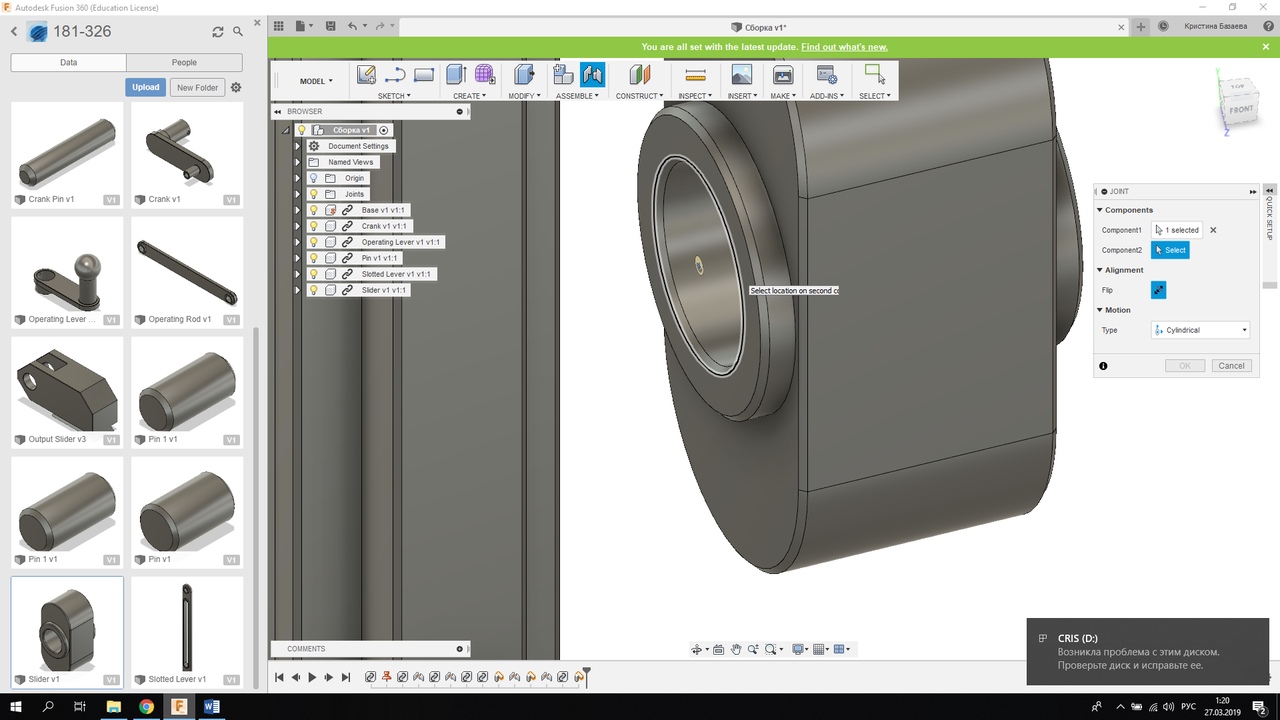 Autodesk Fusion 360 (Education License)
181-326
Data People
Upload New Folder
Crank Pin v1 V1
Crank v1 V1
Operating Lever ... V1
Operating Rod v1 V1
Output Slider v3 V1
Pin 1 v1 V1
Pin 1 v1 V1
Pin v1 V1
Slider v1 V1
Slotted Lever v1 V1
Сборка v1*
Кристина Базаева
You are all set with the latest update. Find out what's new.
MODEL
SKETCH CREATE MODIFY ASSEMBLE CONSTRUCT INSPECT INSERT MAKE ADD-INS SELECT
BROWSER
Сборка v1
Document Settings
Named Views
Origin
Joints
Base v1 v1:1
Crank v1 v1:1
Operating Lever v1 v1:1
Pin v1 v1:1
Slotted Lever v1 v1:1
Slider v1 v1:1
Select location on second co
TOP
FRONT
Z
JOINT
Components
Component1 1 selected
Component2 Select
Alignment
Flip
Motion
Type Cylindrical
OK Cancel
QUICK SETUP
COMMENTS
CRIS (D:)
Возникла проблема с этим диском.
Проверьте диск и исправьте ее.
РУС
1:20
27.03.2019
2